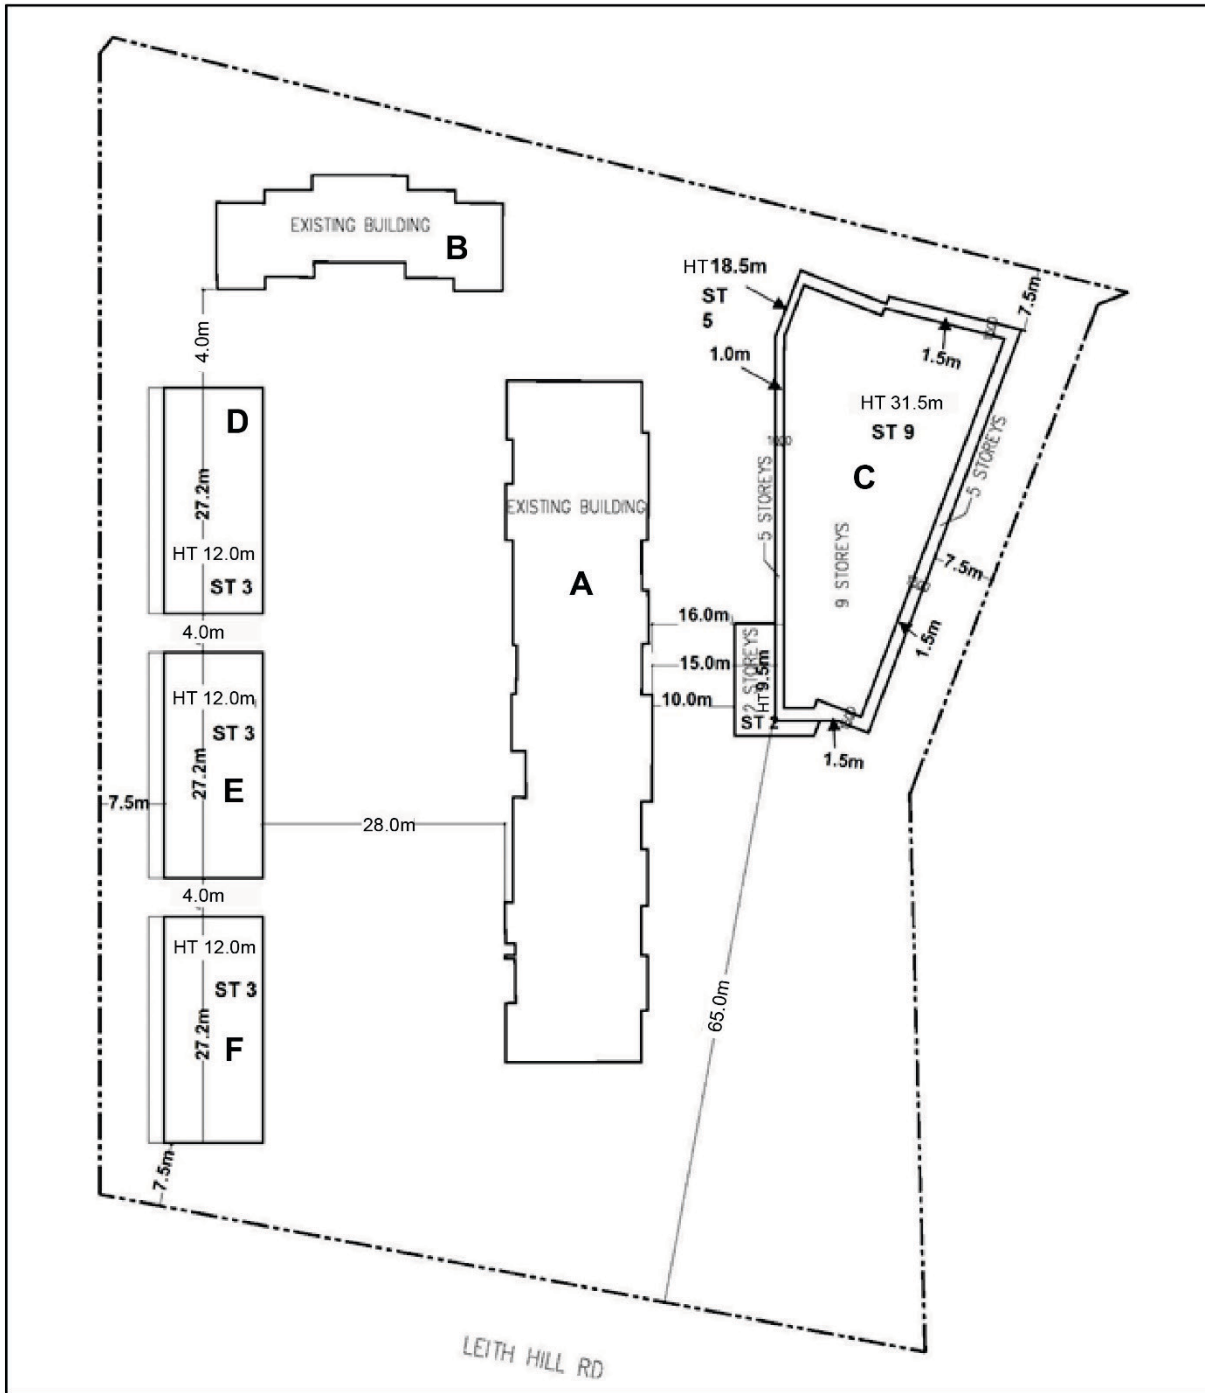 EXISTING BUILDING
B
HT 18.5m
ST
5
7.5m
4.0m
1.0m
1.5m
D
HT 31.5m
ST 9
C
27.2m
5 STOREYS
5 STOREYS
9 STOREYS
EXISTING BUILDING
A
HT 12.0m
ST 3
7.5m
4.0m
16.0m
1.5m
15.0m
2 STOREYS
HT 9.5m
HT 12.0m
10.0m
ST 2
ST 3
1.5m
27.2m
E
7.5m
28.0m
4.0m
HT 12.0m
ST 3
65.0m
27.2m
F
7.5m
LEITH HILL RD